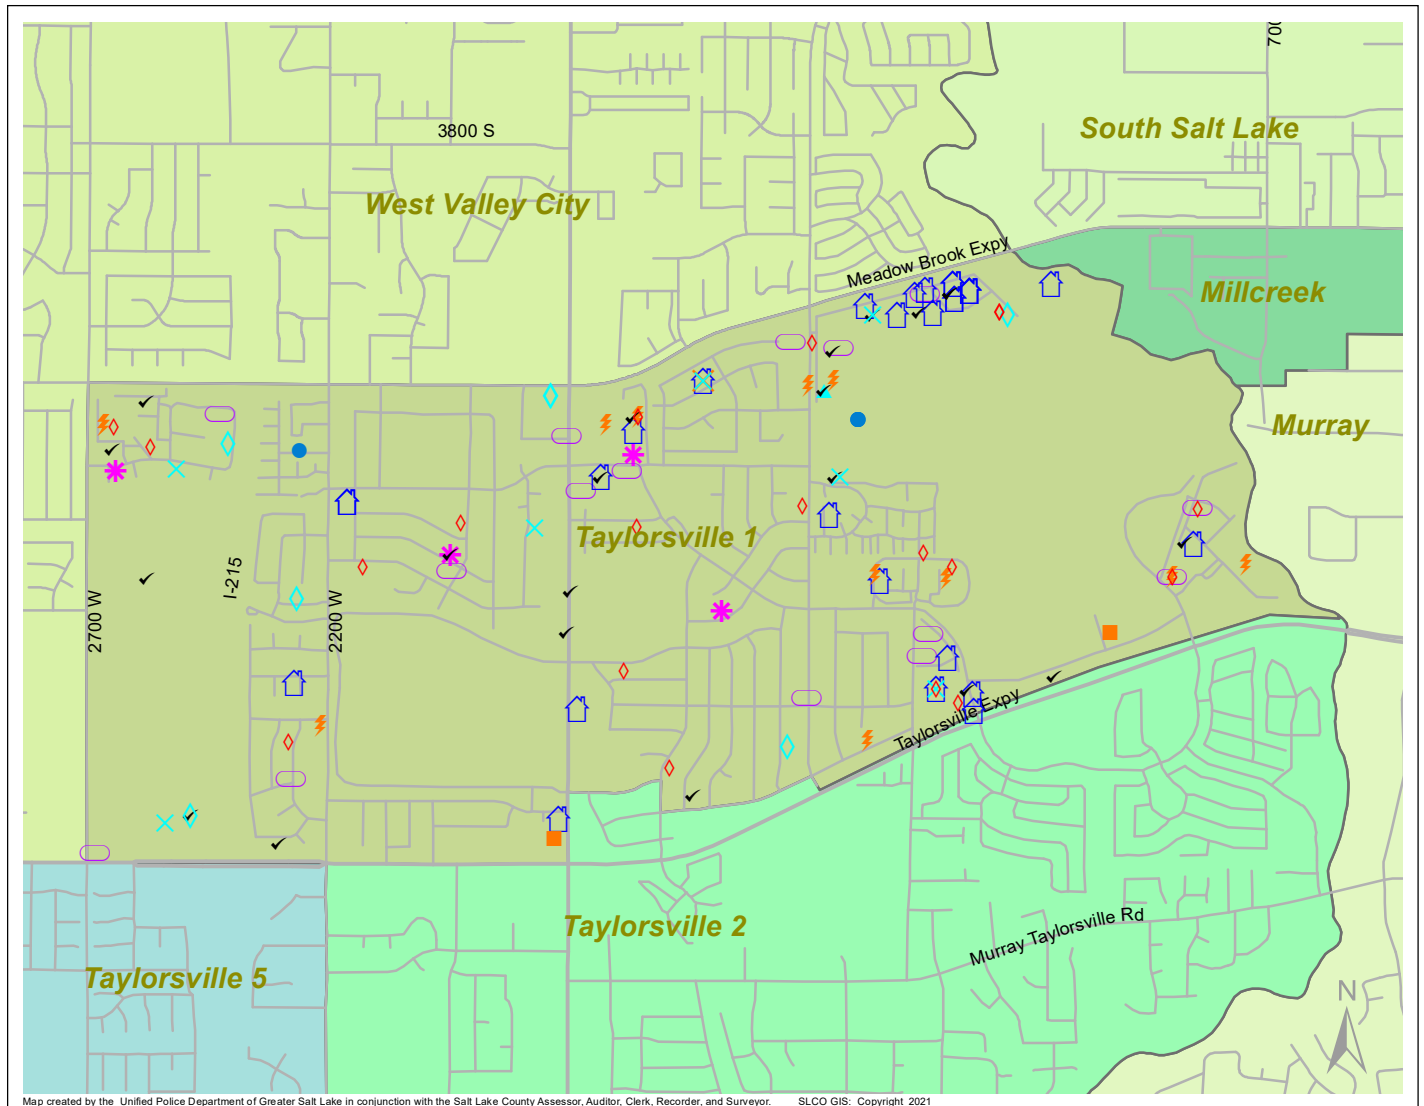 700
3800 S
South Salt Lake
West Valley City
Meadow Brook Expy
Millcreek
Murray
Taylorsville 1
I-215
2700 W
2200 W
Taylorsville Expy
Taylorsville 2
Murray Taylorsville Rd
Taylorsville 5
N
Map created by the Unified Police Department of Greater Salt Lake in conjunction with the Salt Lake County Assessor, Auditor, Clerk, Recorder, and Surveyor. SLCO GIS: Copyright 2021